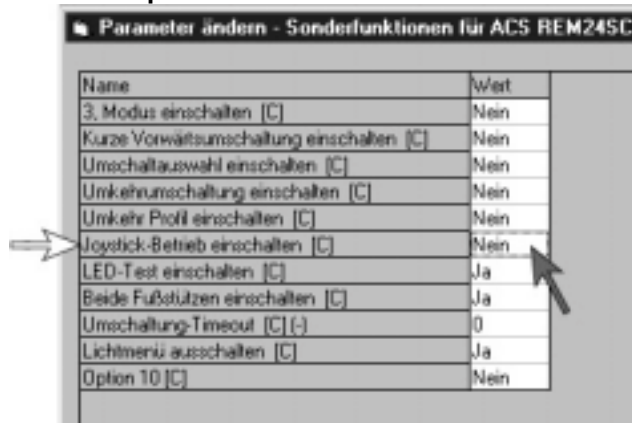 Parameter ändern - Sonderfunktionen für ACS REM24SC
Name Wert
3. Modus einschalten [C] Nein
Kurze Vorwärtsumschaltung einschalten [C] Nein
Umschaltauswahl einschalten [C] Nein
Umkehrumschaltung einschalten [C] Nein
Umkehr Profil einschalten [C] Nein
Joystick-Betrieb einschalten [C] Nein
LED-Test einschalten [C] Ja
Beide Fußstützen einschalten [C] Ja
Umschaltung-Timeout [C] (-) 0
Lichtmenü ausschalten [C] Ja
Option 10 [C] Nein